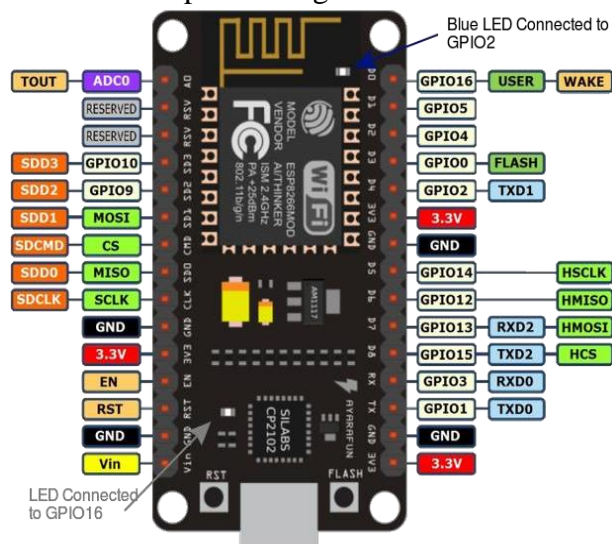 Blue LED Connected to
GPIO2
TOUT ADC0 A0 D0 GPIO16 USER WAKE
RESERVED RSV D1 GPIO5
RESERVED RSV D2 GPIO4
SDD3 GPIO10 SD3 D3 GPIO0 FLASH
SDD2 GPIO9 SD2 D4 GPIO2 TXD1
SDD1 MOSI SD1 3V3 3.3V
SDCMD CS CMD GND GND
SDD0 MISO SD0 D5 GPIO14 HSCLK
SDCLK SCLK CLK D6 GPIO12 HMISO
GND GND D7 GPIO13 RXD2 HMOSI
3.3V 3V3 D8 GPIO15 TXD2 HCS
EN EN RX GPIO3 RXD0
RST RST TX GPIO1 TXD0
GND GND GND GND
Vin Vin 3V3 3.3V
MODEL
VENDOR
ESP8266MOD
AI/THINKER
ISM 2.4GHz
PA +25dBm
802.11b/g/n
FC
Wi Fi
AM1117
SILABS
CP2102
AYARAFUN
RST
FLASH
LED Connected
to GPIO16